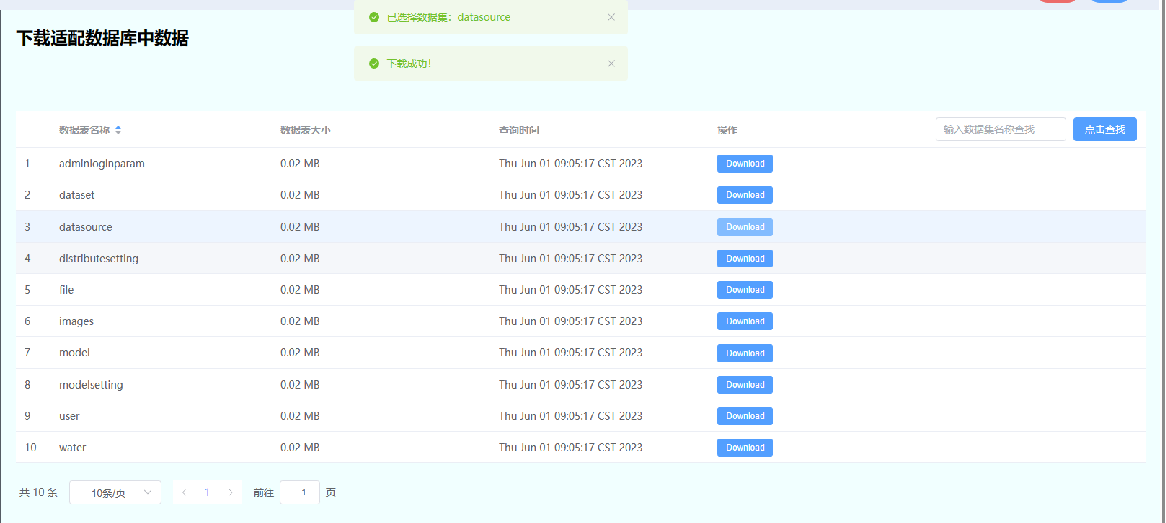 已选择数据集：datasource
下载适配数据库中数据
下载成功！
数据表名称 数据表大小 查询时间 操作 输入数据集名称查找 点击查找
1 adminloginparam 0.02 MB Thu Jun 01 09:05:17 CST 2023 Download
2 dataset 0.02 MB Thu Jun 01 09:05:17 CST 2023 Download
3 datasource 0.02 MB Thu Jun 01 09:05:17 CST 2023 Download
4 distributesetting 0.02 MB Thu Jun 01 09:05:17 CST 2023 Download
5 file 0.02 MB Thu Jun 01 09:05:17 CST 2023 Download
6 images 0.02 MB Thu Jun 01 09:05:17 CST 2023 Download
7 model 0.02 MB Thu Jun 01 09:05:17 CST 2023 Download
8 modelsetting 0.02 MB Thu Jun 01 09:05:17 CST 2023 Download
9 user 0.02 MB Thu Jun 01 09:05:17 CST 2023 Download
10 water 0.02 MB Thu Jun 01 09:05:17 CST 2023 Download
共 10 条 10条/页 1 前往 1 页